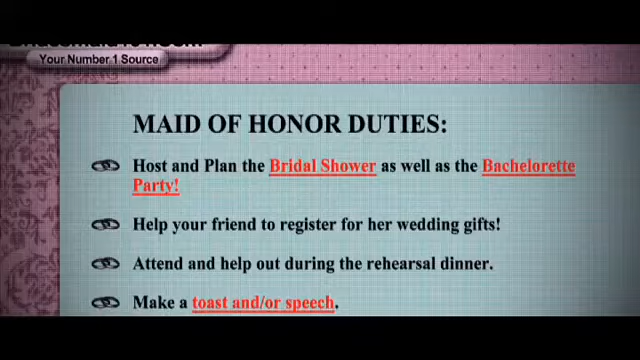 Your Number 1 Source
MAID OF HONOR DUTIES:
Host and Plan the Bridal Shower as well as the Bachelorette
Party!
Help your friend to register for her wedding gifts!
Attend and help out during the rehearsal dinner.
Make a toast and/or speech.